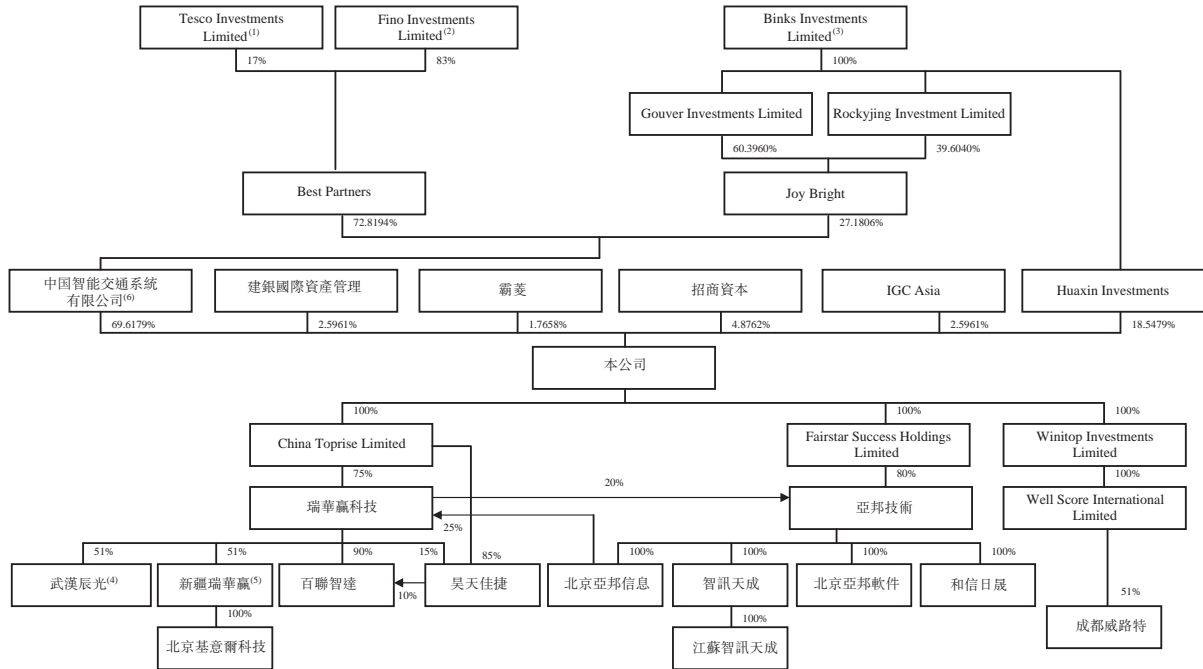 Tesco Investments
Limited(1)
Fino Investments
Limited(2)
Binks Investments
Limited(3)
17%
83%
100%
Gouver Investments Limited
Rockyjing Investment Limited
60.3960%
39.6040%
Best Partners
Joy Bright
72.8194%
27.1806%
中国智能交通系統
有限公司(6)
建銀國際資產管理
霸菱
招商資本
IGC Asia
Huaxin Investments
69.6179%
2.5961%
1.7658%
4.8762%
2.5961%
18.5479%
本公司
100%
100%
100%
China Toprise Limited
Fairstar Success Holdings
Limited
Winitop Investments
Limited
75%
80%
100%
20%
瑞華贏科技
亞邦技術
Well Score International
Limited
25%
51%
51%
90%
15%
85%
100%
100%
100%
100%
武漢辰光(4)
新疆瑞華贏(5)
百聯智達
10%
昊天佳捷
北京亞邦信息
智訊天成
北京亞邦軟件
和信日晟
51%
100%
100%
北京基意爾科技
江蘇智訊天成
成都威路特